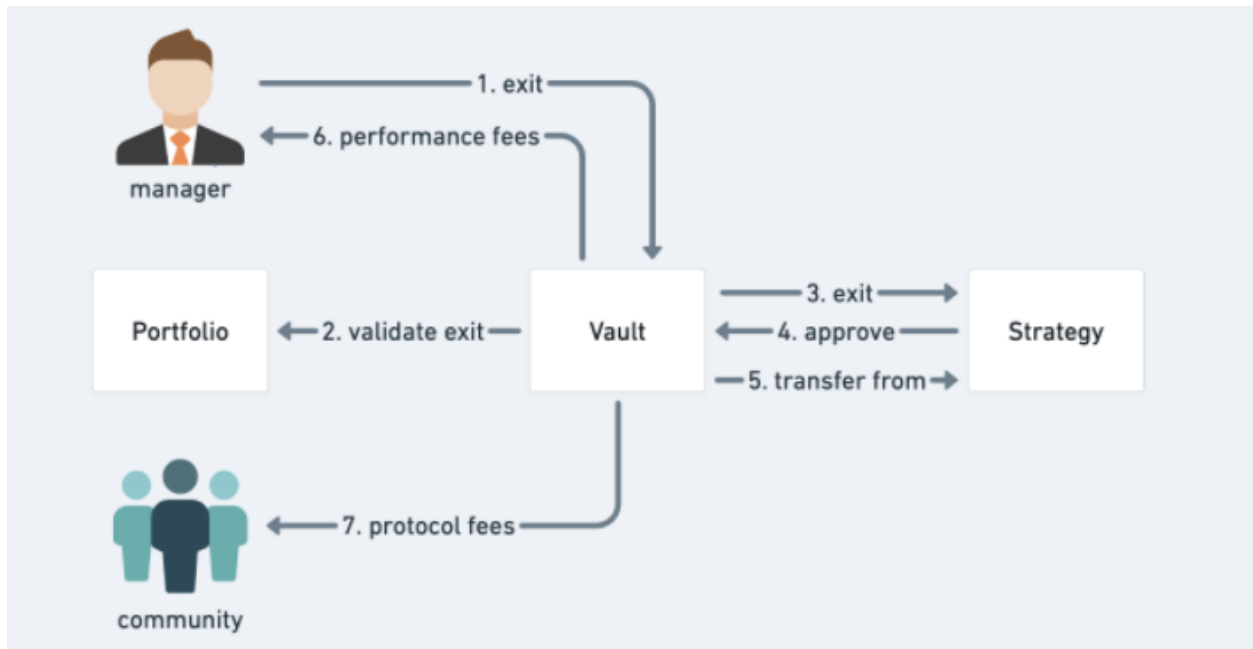 1. exit
6. performance fees
manager
Portfolio
2. validate exit
Vault
3. exit
4. approve
5. transfer from
Strategy
7. protocol fees
community